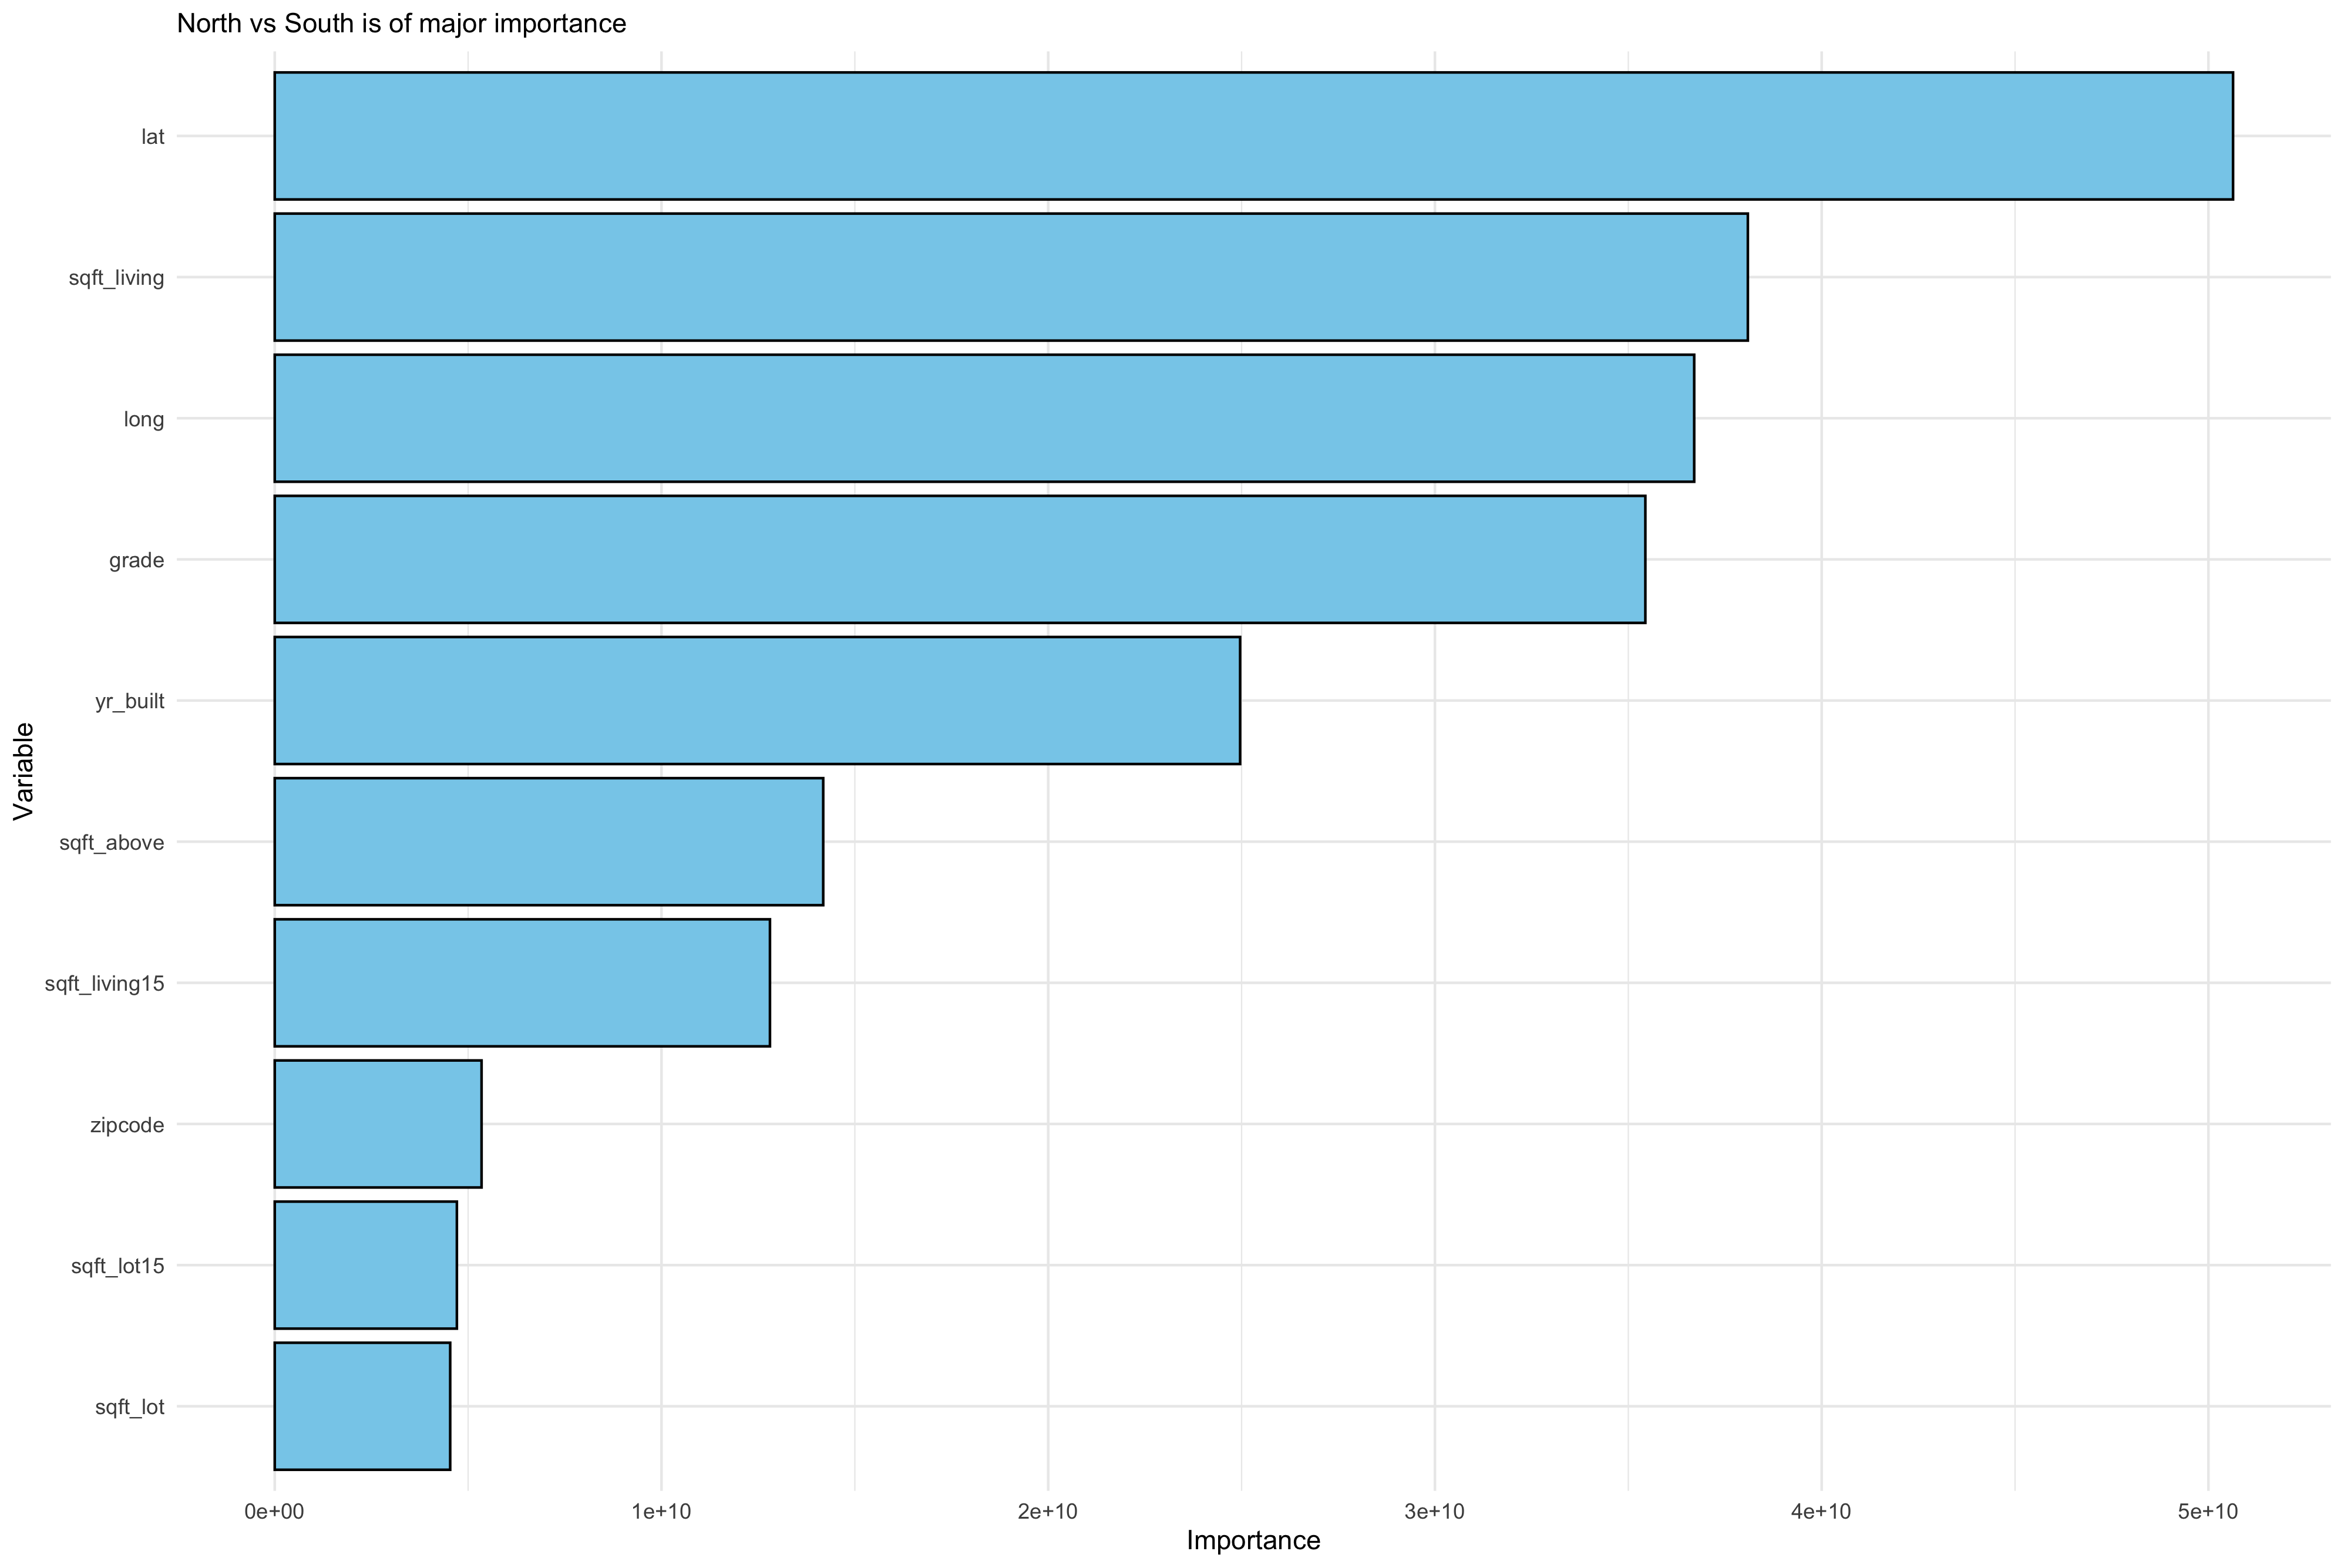 North vs South is of major importance
lat
sqft_living
long
grade
yr_built
Variable
sqft_above
sqft_living15
zipcode
sqft_lot15
sqft_lot
0e+00 1e+10 2e+10 3e+10 4e+10 5e+10
Importance